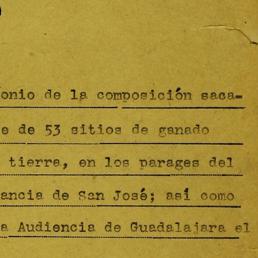 onio de la composición saca-
e de 53 sitios de ganado
tierra, en los parages del
ancia de San José; así como
a Audiencia de Guadalajara el